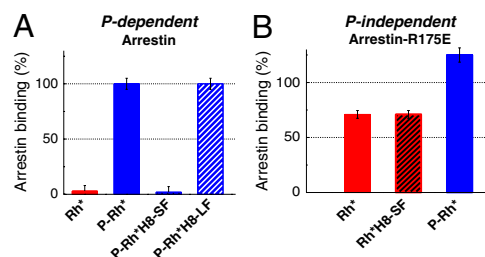 A
P-dependent
Arrestin
Arrestin binding (%)
100
50
0
Rh*
P-Rh*
P-Rh*H8-SF
P-Rh*H8-LF
B
P-independent
Arrestin-R175E
Arrestin binding (%)
100
50
0
Rh*
Rh*H8-SF
P-Rh*